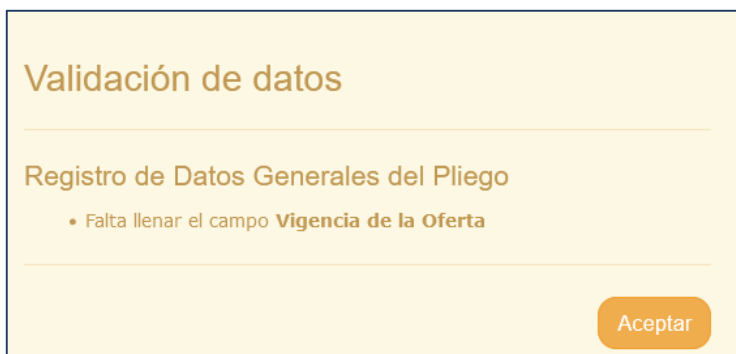 Validación de datos
Registro de Datos Generales del Pliego
• Falta llenar el campo Vigencia de la Oferta
Aceptar